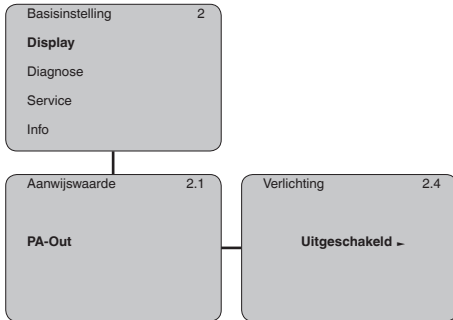 Basisinstelling 2
Display
Diagnose
Service
Info
Aanwijswaarde 2.1
PA-Out
Verlichting 2.4
Uitgeschakeld ►